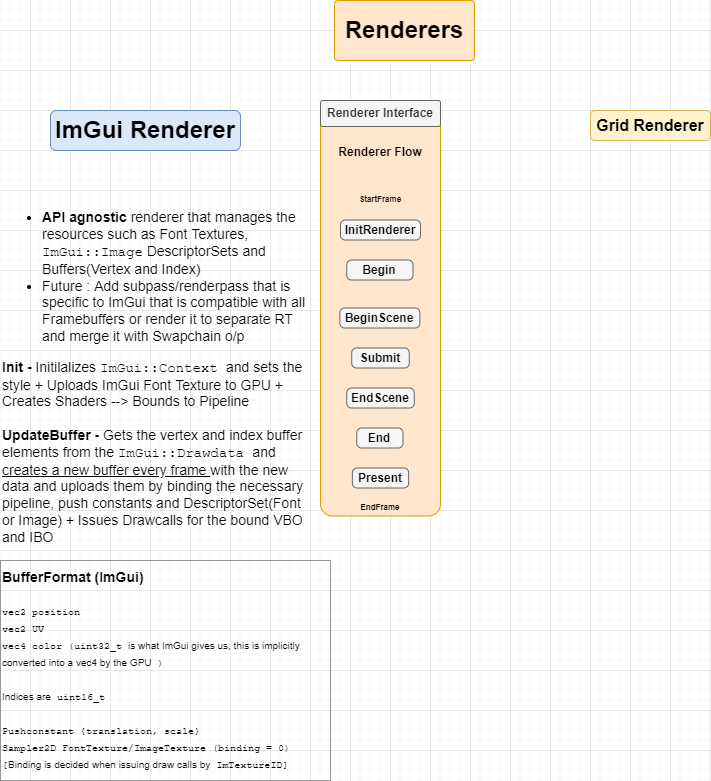 Renderers
ImGui Renderer
Renderer Interface
Grid Renderer
Renderer Flow
StartFrame
InitRenderer
Begin
BeginScene
Submit
EndScene
End
Present
EndFrame
• API agnostic renderer that manages the
resources such as Font Textures,
ImGui::Image DescriptorSets and
Buffers(Vertex and Index)
• Future : Add subpass/renderpass that is
specific to ImGui that is compatible with all
Framebuffers or render it to separate RT
and merge it with Swapchain o/p
Init - Initilalizes ImGui::Context and sets the
style + Uploads ImGui Font Texture to GPU +
Creates Shaders --> Bounds to Pipeline
UpdateBuffer - Gets the vertex and index buffer
elements from the ImGui::Drawdata and
creates a new buffer every frame with the new
data and uploads them by binding the necessary
pipeline, push constants and DescriptorSet(Font
or Image) + Issues Drawcalls for the bound VBO
and IBO
BufferFormat (ImGui)
vec2 position
vec2 UV
vec4 color (uint32_t is what ImGui gives us, this is implicitly
converted into a vec4 by the GPU )
Indices are uint16_t
Pushconstant {translation, scale}
Sampler2D FontTexture/ImageTexture (binding = 0)
[Binding is decided when issuing draw calls by ImTextureID]